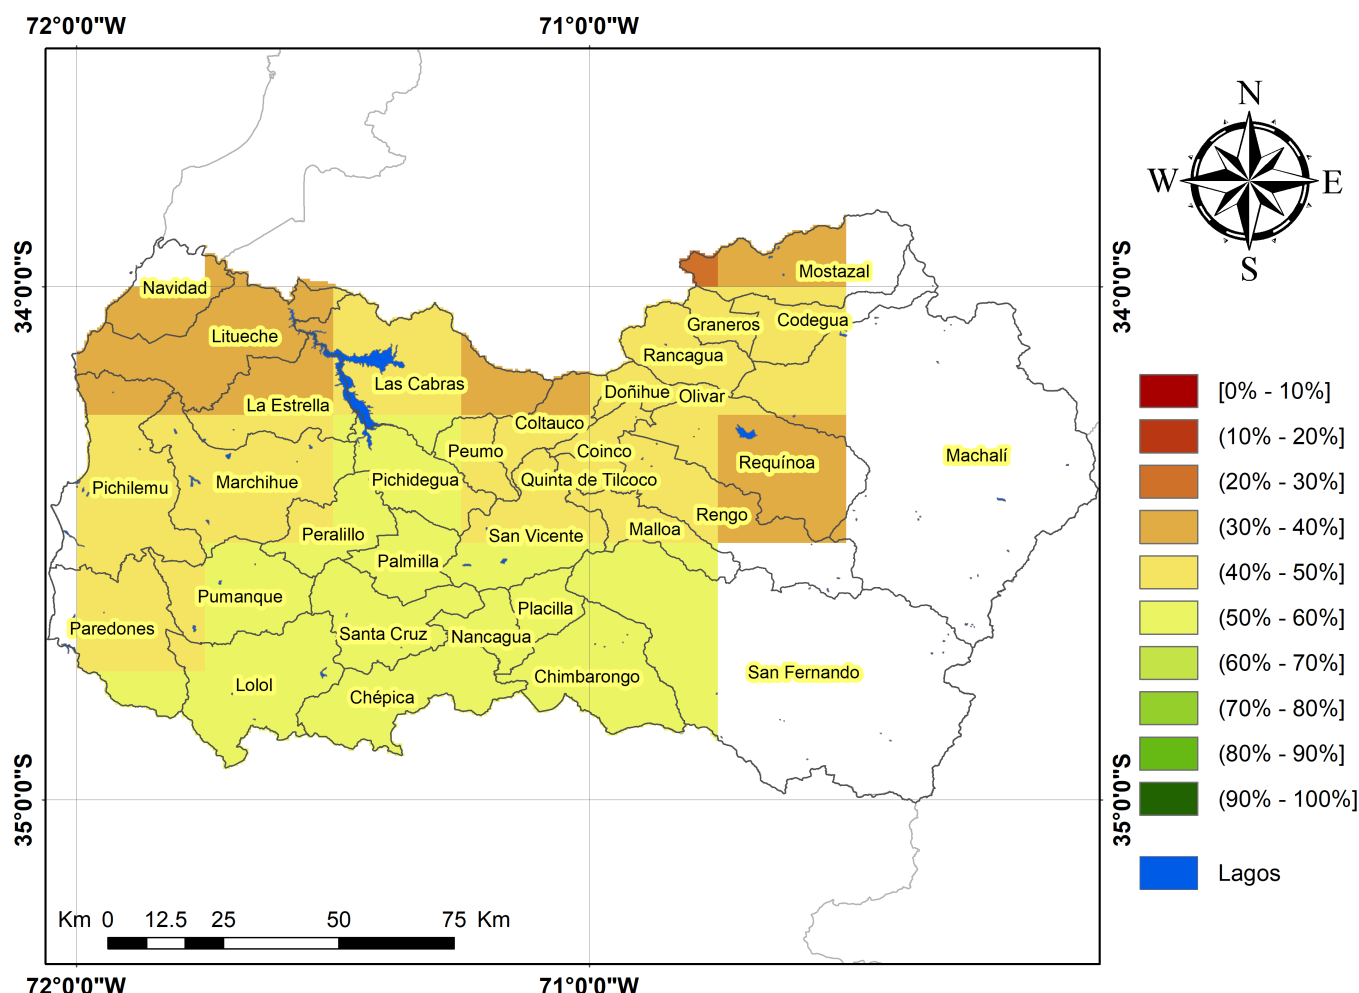 72°0'0"W 71°0'0"W
N
W E
S
34°0'0"S 34°0'0"S
Mostazal
Navidad
Codegua
Graneros
Litueche
Rancagua
Las Cabras
[0% - 10%]
Doñihue
Olivar
La Estrella
Coltauco
(10% - 20%]
Peumo
Coinco
Machalí
Requínoa
Pichidegua
Quinta de Tilcoco
Marchihue
Pichilemu
(20% - 30%]
Rengo
(30% - 40%]
Malloa
Peralillo
San Vicente
Palmilla
(40% - 50%]
Pumanque
Placilla
(50% - 60%]
Paredones
Santa Cruz
Nancagua
(60% - 70%]
San Fernando
Chimbarongo
Lolol
Chépica
(70% - 80%]
(80% - 90%]
35°0'0"S 35°0'0"S
(90% - 100%]
Lagos
Km 0 12.5 25 50 75 Km
72°0'0"W 71°0'0"W